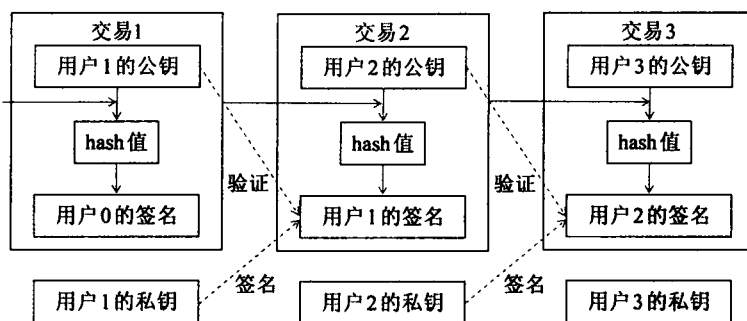 交易1
交易2
交易3
用户1的公钥
用户2的公钥
用户3的公钥
hash值
hash值
hash值
验证
验证
用户0的签名
用户1的签名
用户2的签名
签名
签名
用户1的私钥
用户2的私钥
用户3的私钥